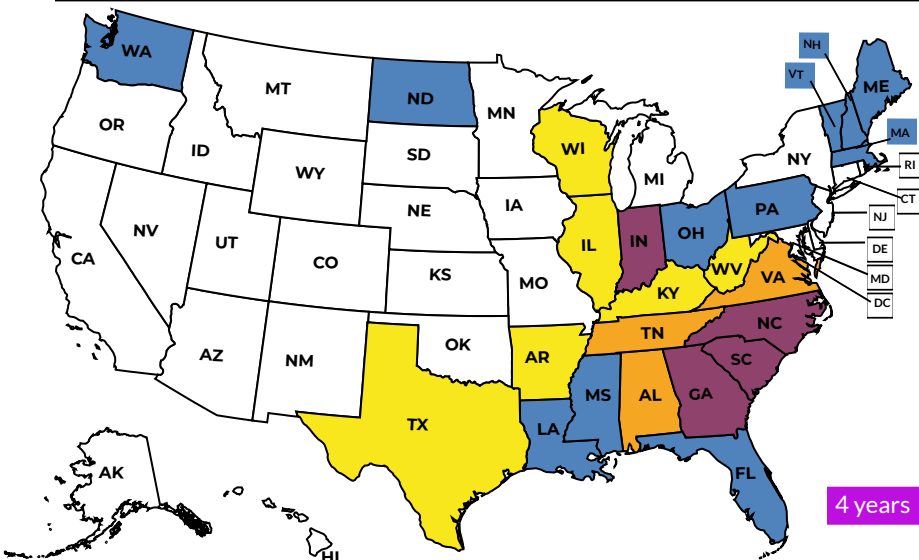 WA
MT
ND
MN
OR
ID
WY
SD
WI
MI
NY
NH
VT
ME
MA
RI
CT
NJ
DE
MD
DC
NV
UT
CA
CO
NE
IA
KS
MO
IL
IN
OH
PA
WV
VA
KY
TN
NC
SC
AZ
NM
OK
AR
TX
LA
MS
AL
GA
FL
AK
HI
4 years